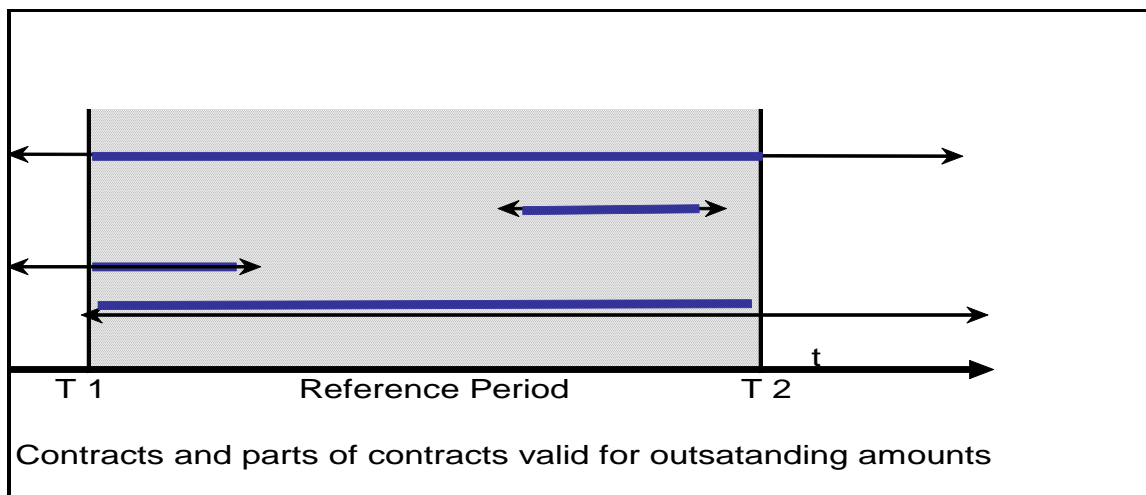 t
T 1 Reference Period T 2
Contracts and parts of contracts valid for outsatanding amounts